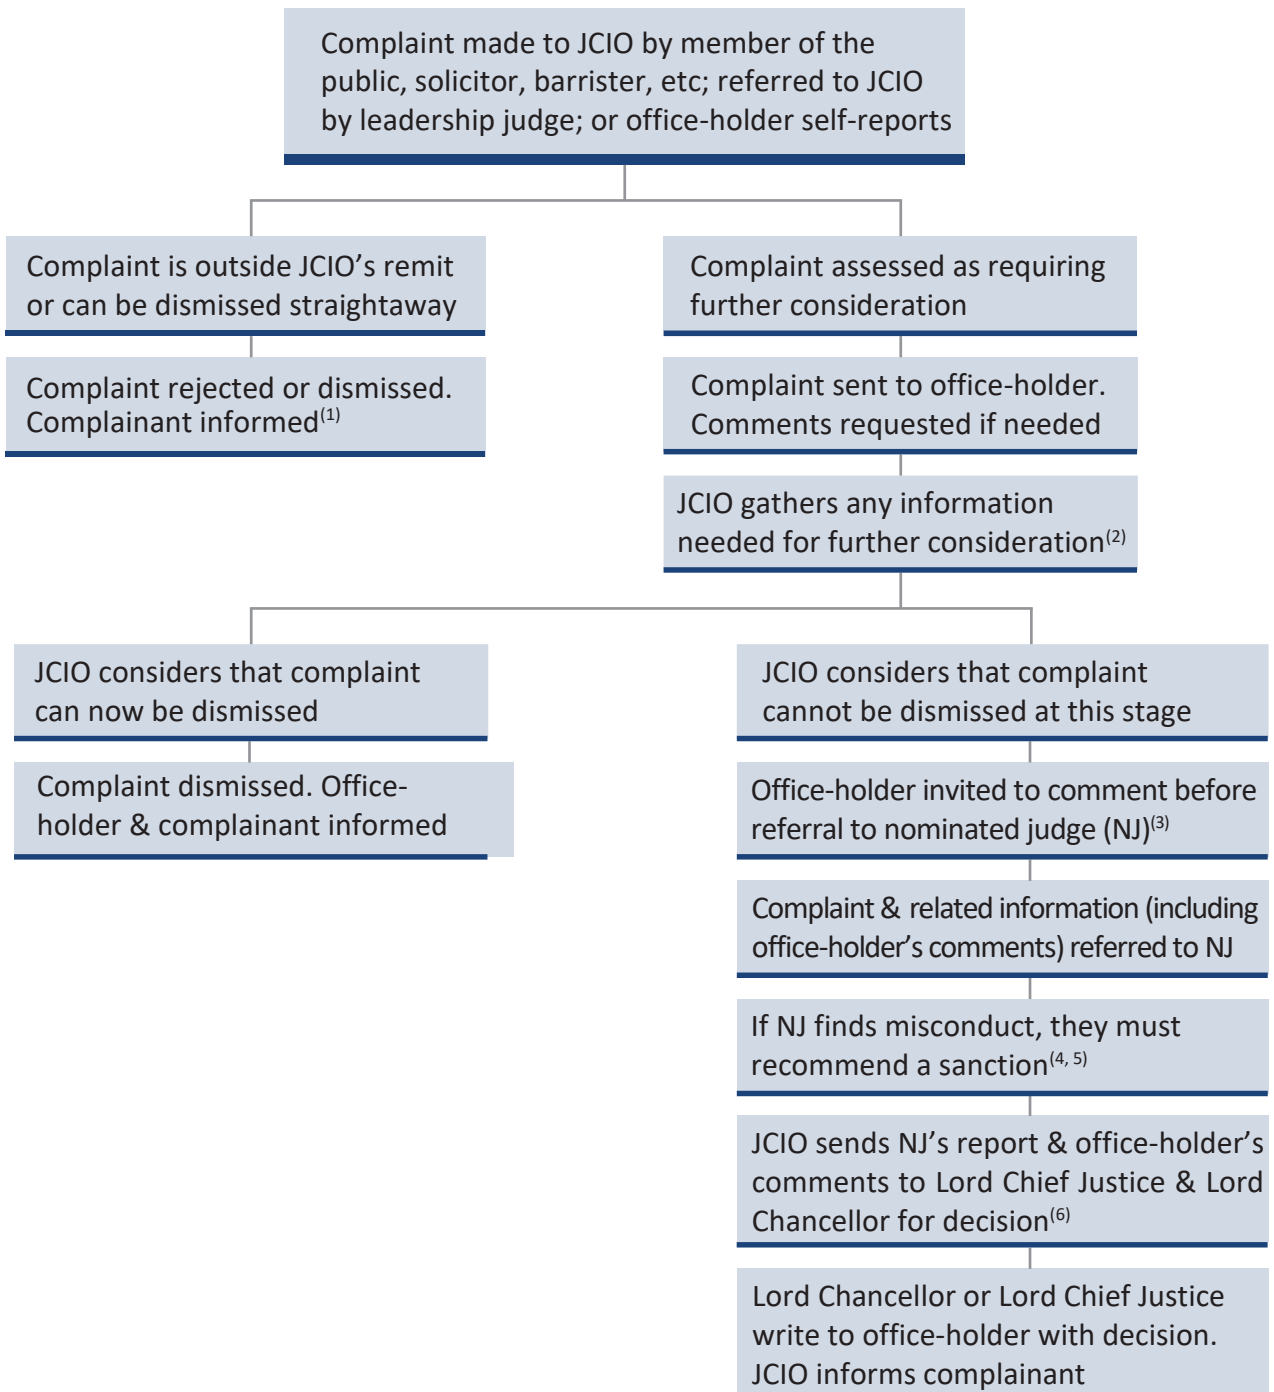 Complaint made to JCIO by member of the
public, solicitor, barrister, etc; referred to JCIO
by leadership judge; or office-holder self-reports
Complaint is outside JCIO’s remit
or can be dismissed straightaway
Complaint rejected or dismissed.
Complainant informed(1)
Complaint assessed as requiring
further consideration
Complaint sent to office-holder.
Comments requested if needed
JCIO gathers any information
needed for further consideration(2)
JCIO considers that complaint
can now be dismissed
Complaint dismissed. Office-
holder & complainant informed
JCIO considers that complaint
cannot be dismissed at this stage
Office-holder invited to comment before
referral to nominated judge (NJ)(3)
Complaint & related information (including
office-holder’s comments) referred to NJ
If NJ finds misconduct, they must
recommend a sanction(4, 5)
JCIO sends NJ’s report & office-holder’s
comments to Lord Chief Justice & Lord
Chancellor for decision(6)
Lord Chancellor or Lord Chief Justice
write to office-holder with decision.
JCIO informs complainant